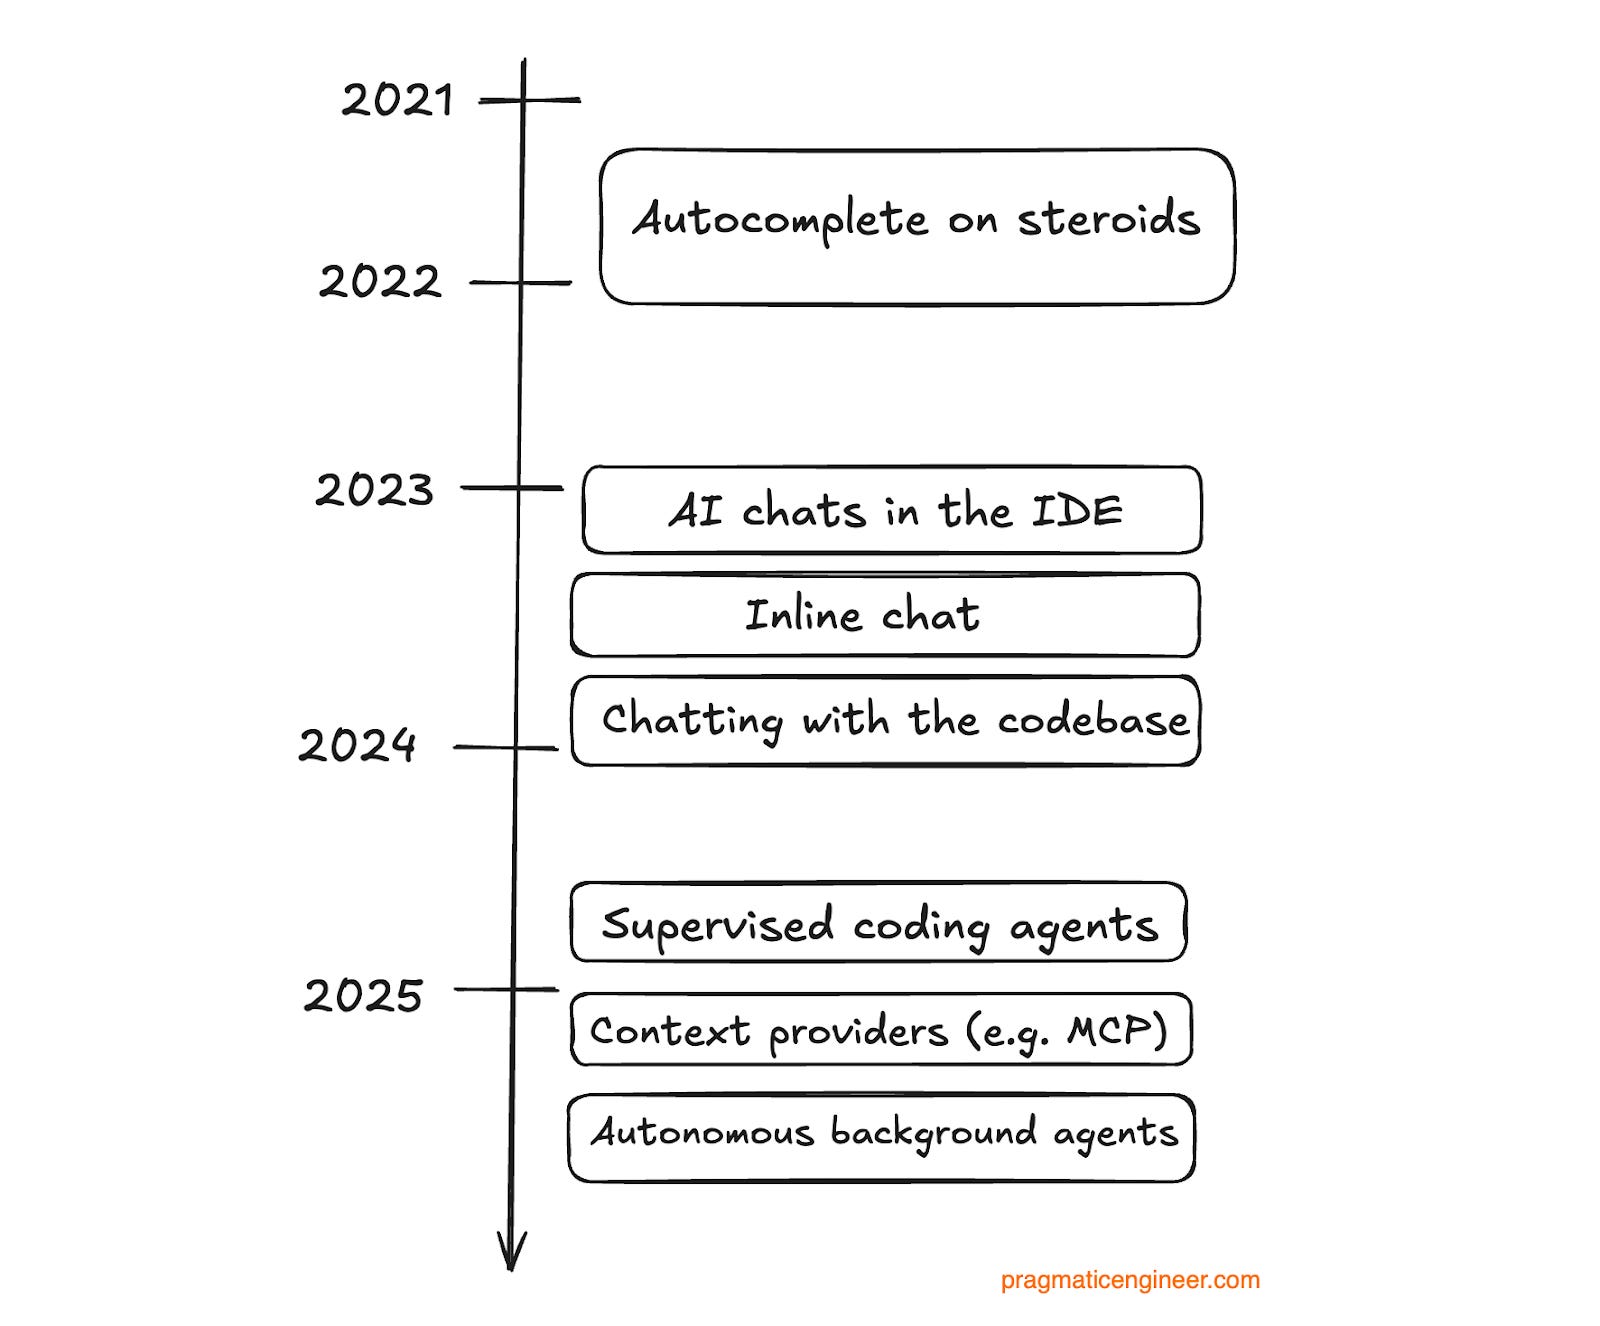 2021
Autocomplete on steroids
2022
2023
AI chats in the IDE
Inline chat
Chatting with the codebase
2024
Supervised coding agents
2025
Context providers (e.g. MCP)
Autonomous background agents
pragmaticengineer.com